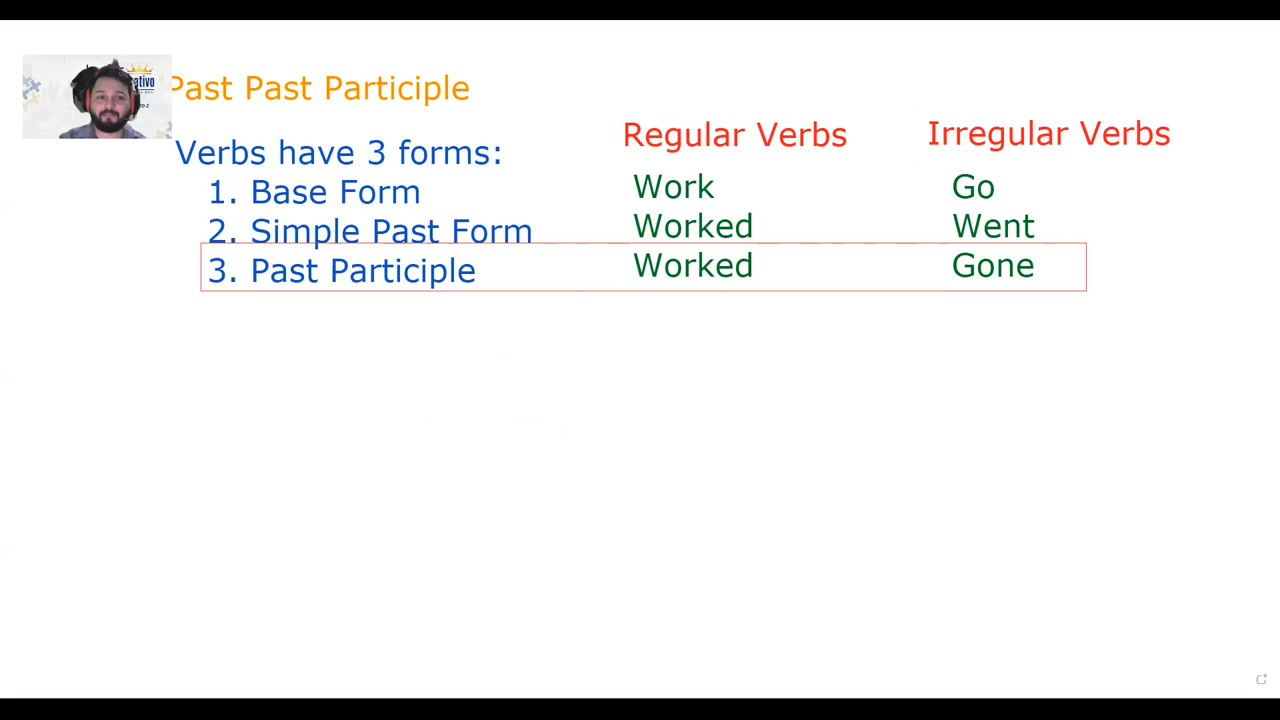 Past Past Participle
Verbs have 3 forms:
1. Base Form
2. Simple Past Form
3. Past Participle
Regular Verbs
Work
Worked
Worked
Irregular Verbs
Go
Went
Gone